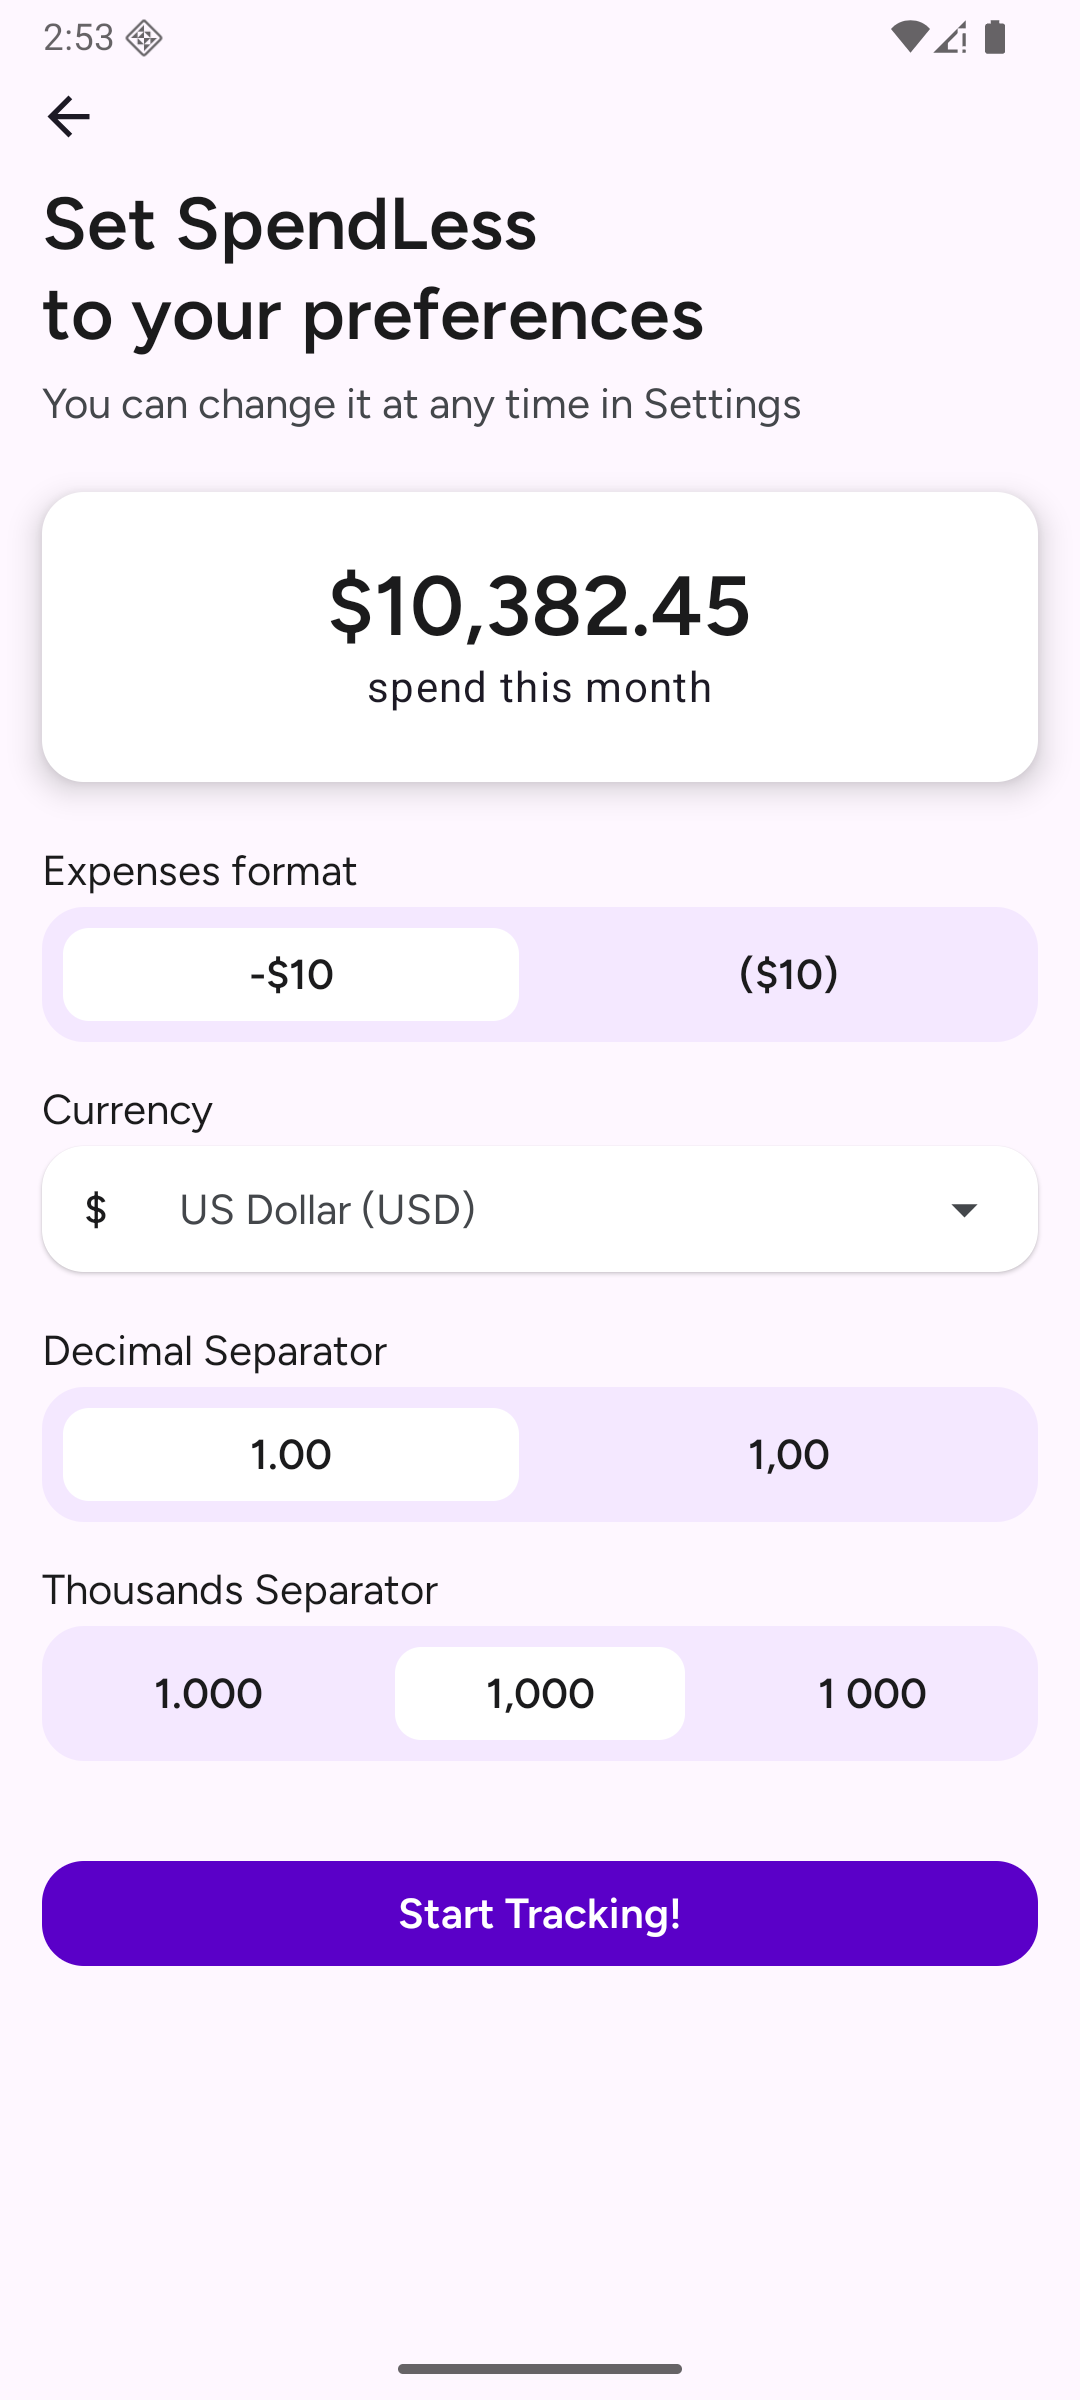 2:53
Set SpendLess
to your preferences
You can change it at any time in Settings
$10,382.45
spend this month
Expenses format
-$10 ($10)
Currency
$ US Dollar (USD)
Decimal Separator
1.00 1,00
Thousands Separator
1.000 1,000 1 000
Start Tracking!